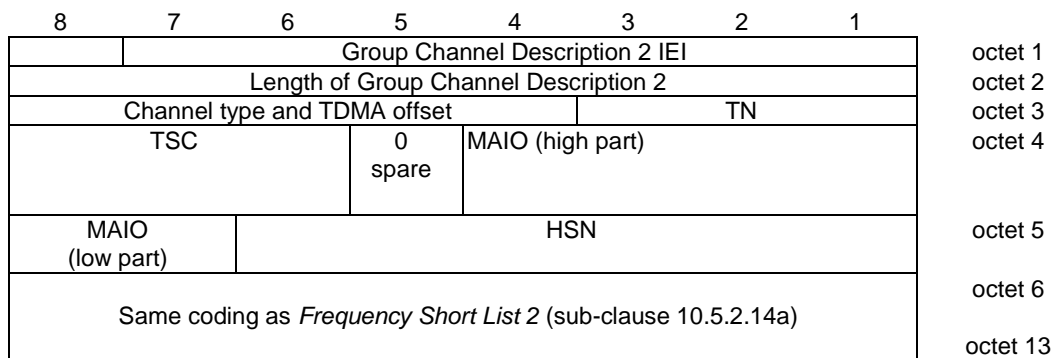 8 7 6 5 4 3 2 1
Group Channel Description 2 IEI octet 1
Length of Group Channel Description 2 octet 2
Channel type and TDMA offset TN octet 3
TSC 0 MAIO (high part) octet 4
spare
MAIO HSN octet 5
(low part)
octet 6
Same coding as Frequency Short List 2 (sub-clause 10.5.2.14a)
octet 13